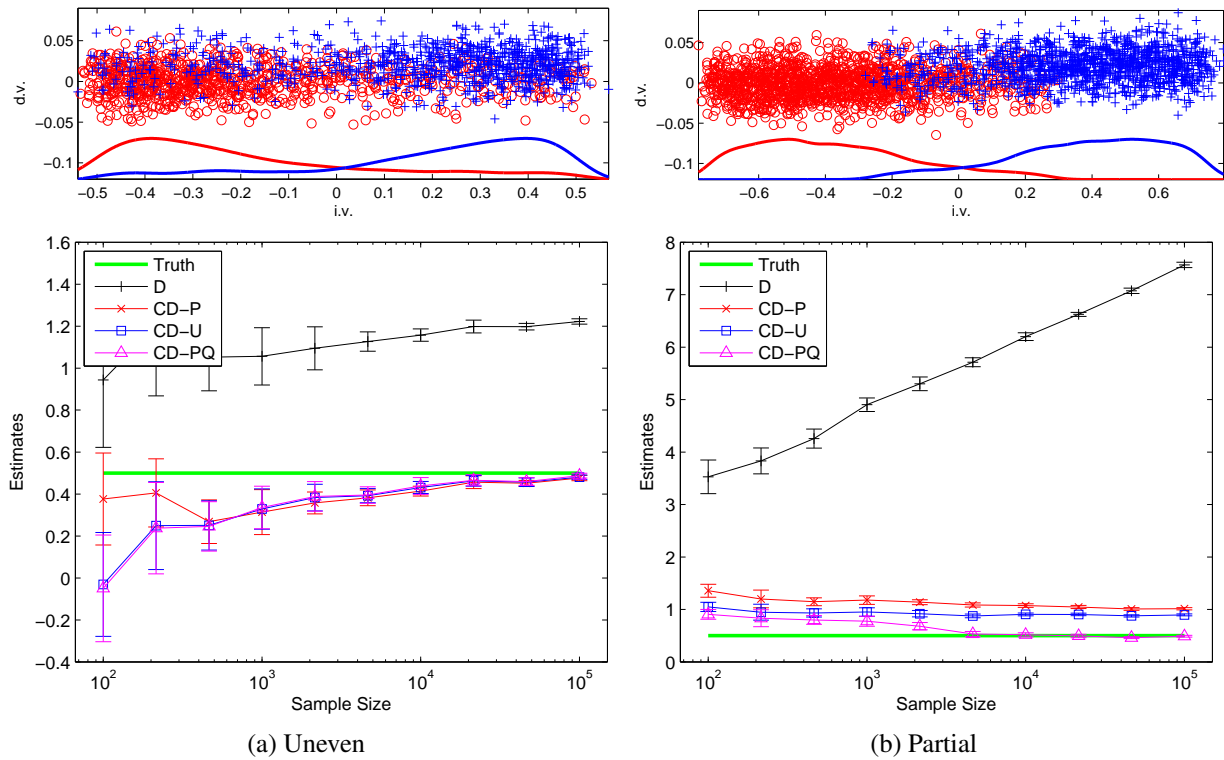 0.05
0
−0.05
−0.1
d.v.
−0.5 −0.4 −0.3 −0.2 −0.1 0 0.1 0.2 0.3 0.4 0.5
i.v.
0.05
0
−0.05
−0.1
d.v.
−0.6 −0.4 −0.2 0 0.2 0.4 0.6
i.v.
1.6
1.4
1.2
1
0.8
0.6
0.4
0.2
0
−0.2
−0.4
Estimates
Truth
D
CD−P
CD−U
CD−PQ
10^2 10^3 10^4 10^5
Sample Size
(a) Uneven
8
7
6
5
4
3
2
1
0
Estimates
Truth
D
CD−P
CD−U
CD−PQ
10^2 10^3 10^4 10^5
Sample Size
(b) Partial